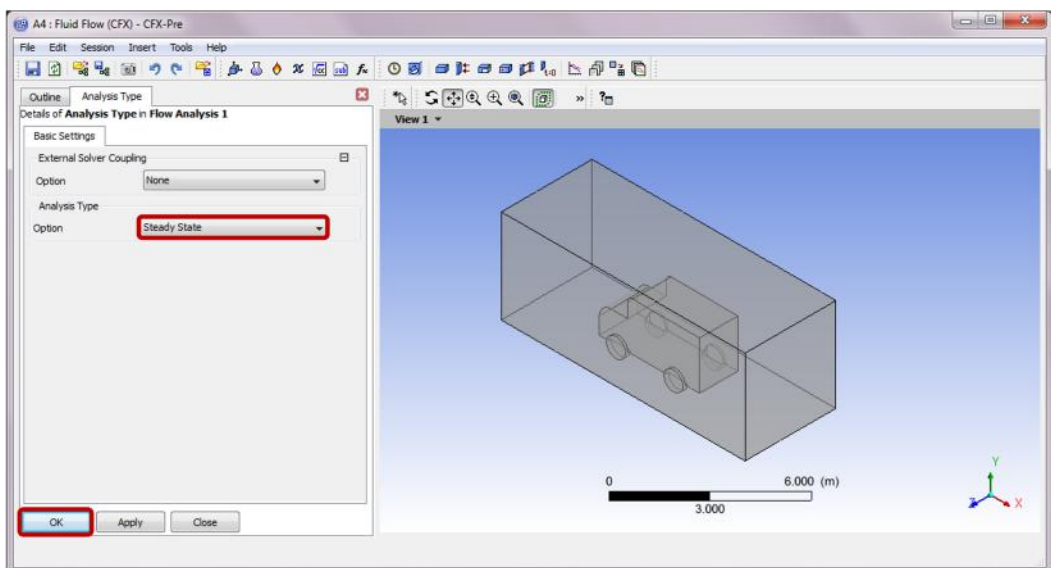 A4 : Fluid Flow (CFX) - CFX-Pre
File Edit Session Insert Tools Help
Outline Analysis Type
Details of Analysis Type in Flow Analysis 1
Basic Settings
External Solver Coupling
Option None
Analysis Type
Option Steady State
OK Apply Close
View 1
0 6.000 (m)
3.000
Y
Z X